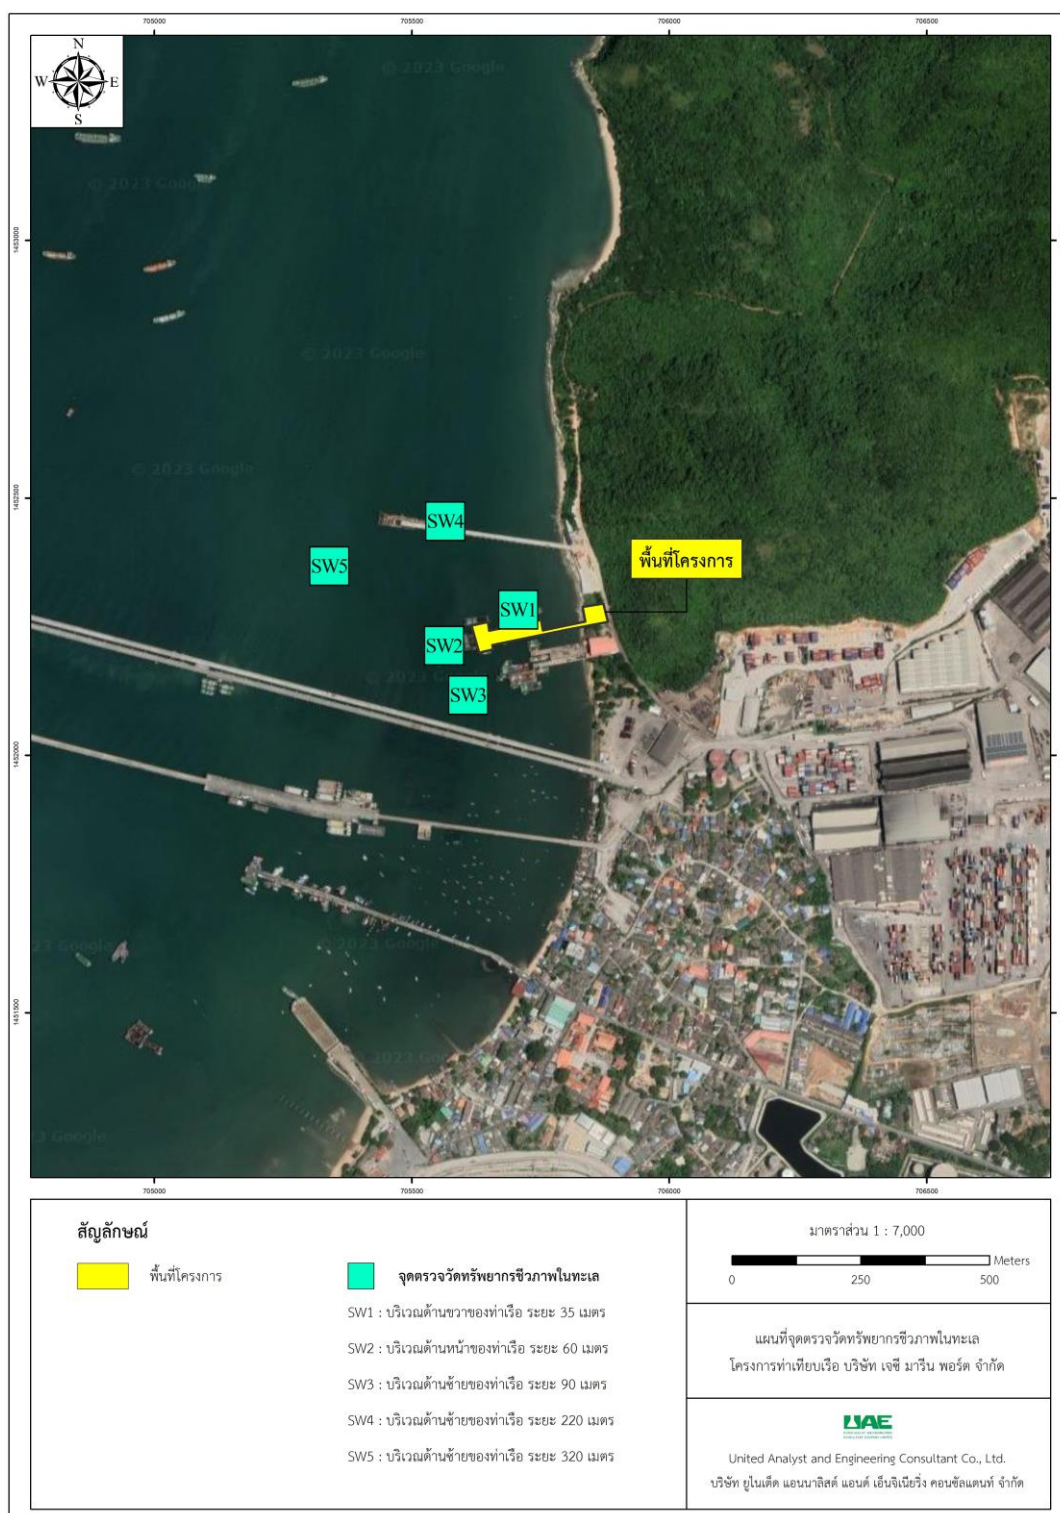 705000
705500
706000
706500
N
W
E
S
© 2023 Google
© 2023 Google
1453000
© 2023 Google
© 2023 Google
1452500
SW4
พื้นที่โครงการ
SW5
SW1
SW2
SW3
1452000
23 Google
© 2023 Google
1451500
© 2023 Google
3 Google
705000
705500
706000
706500
สัญลักษณ์
พื้นที่โครงการ
จุดตรวจวัดทรัพยากรชีวภาพในทะเล
SW1 : บริเวณด้านขวาของท่าเรือ ระยะ 35 เมตร
SW2 : บริเวณด้านหน้าของท่าเรือ ระยะ 60 เมตร
SW3 : บริเวณด้านซ้ายของท่าเรือ ระยะ 90 เมตร
SW4 : บริเวณด้านซ้ายของท่าเรือ ระยะ 220 เมตร
SW5 : บริเวณด้านซ้ายของท่าเรือ ระยะ 320 เมตร
มาตราส่วน 1 : 7,000
Meters
0 250 500
แผนที่จุดตรวจวัดทรัพยากรชีวภาพในทะเล
โครงการท่าเทียบเรือ บริษัท เจซี มารีน พอร์ต จำกัด
UAE
United Analyst and Engineering Consultant Co., Ltd.
บริษัท ยูไนเต็ด แอนนาลิสต์ แอนด์ เอ็นจิเนียริ่ง คอนซัลแตนท์ จำกัด